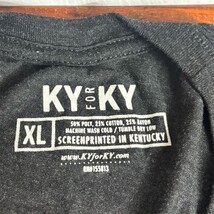 KY FOR KY
XL
50% POLY, 25% COTTON, 25% RAYON
MACHINE WASH COLD / TUMBLE DRY LOW
SCREENPRINTED IN KENTUCKY
www.KYforKY.com